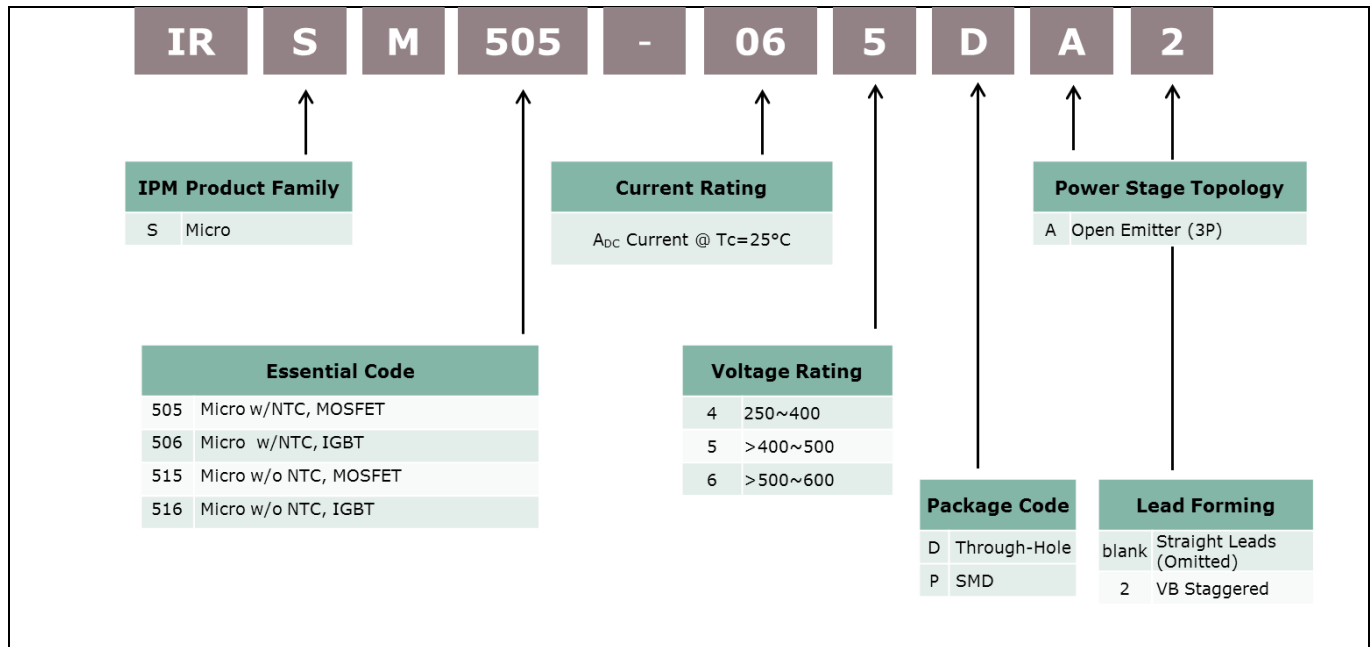 IR S M 505 - 06 5 D A 2
IPM Product Family
S Micro
Current Rating
ADC Current @ Tc=25°C
Power Stage Topology
A Open Emitter (3P)
Essential Code
505 Micro w/NTC, MOSFET
506 Micro w/NTC, IGBT
515 Micro w/o NTC, MOSFET
516 Micro w/o NTC, IGBT
Voltage Rating
4 250~400
5 >400~500
6 >500~600
Package Code
D Through-Hole
P SMD
Lead Forming
blank Straight Leads
(Omitted)
2 VB Staggered